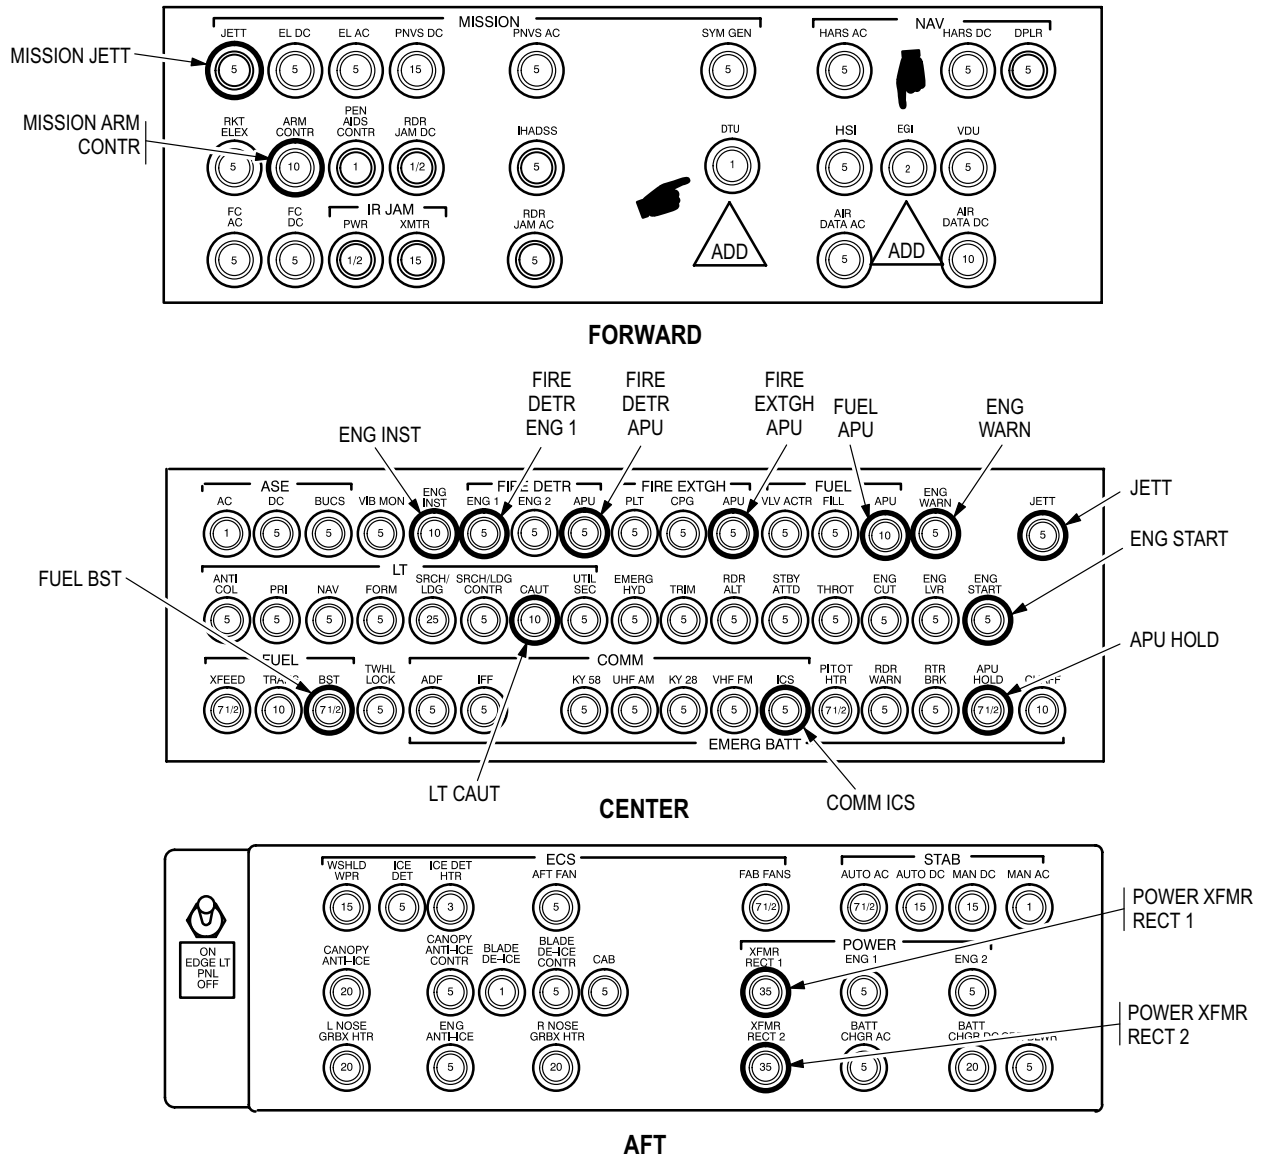 MISSION
NAV
JETT EL DC EL AC PNVS DC PNVS AC SYM GEN HARS AC HARS DC DPLR
MISSION JETT
5 5 5 15 5 5 5 5 5
MISSION ARM
CONTR
RKT
ELEX
ARM
CONTR
PEN
AIDS
CONTR
RDR
JAM DC
IHADSS
DTU
HSI
EGI
VDU
5 10 1 1/2 5 1 5 2 5
FC
AC
FC
DC
IR JAM
PWR XMTR
RDR
JAM AC
ADD
AIR
DATA AC
ADD
AIR
DATA DC
5 5 1/2 15 5 5 10
FORWARD
ENG INST
FIRE
DETR
ENG 1
FIRE
DETR
APU
FIRE
EXTGH
APU
FUEL
APU
ENG
WARN
ASE
FIRE DETR
FIRE EXTGH
FUEL
AC DC BUCS VIB MON
ENG
INST
ENG 1 ENG 2 APU PLT CPG APU VLV ACTR FILL APU
ENG
WARN
JETT
JETT
1 5 5 5 10 5 5 5 5 5 5 5 5 10 5 5
ENG START
FUEL BST
LT
ANTI
COL
PRI NAV FORM
SRCH/
LDG
SRCH/LDG
CONTR
CAUT
UTIL
SEC
EMERG
HYD
TRIM
RDR
ALT
STBY
ATTD
THROT
ENG
CUT
ENG
LVR
ENG
START
5 5 5 5 25 5 10 5 5 5 5 5 5 5 5 5
APU HOLD
FUEL
COMM
XFEED
BST
TWHL
LOCK
ADF IFF KY 58 UHF AM KY 28 VHF FM ICS
PITOT
HTR
RDR
WARN
RTR
BRK
APU
HOLD
7 1/2 10 7 1/2 5 5 5 5 5 5 5 5 7 1/2 5 5 7 1/2 10
EMERG BATT
LT CAUT
COMM ICS
CENTER
ECS
STAB
WSHLD
WPR
ICE
DET
ICE DET
HTR
AFT FAN
FAB FANS
AUTO AC AUTO DC MAN DC MAN AC
15 5 3 5 7 1/2 7 1/2 15 15 1
POWER XFMR
RECT 1
ON
EDGE LT
PNL
OFF
CANOPY
ANTI-ICE
CANOPY
ANTI-ICE
CONTR
BLADE
DE-ICE
BLADE
DE-ICE
CONTR
CAB
POWER
XFMR
RECT 1
ENG 1 ENG 2
20 5 1 5 5 35 5 5
POWER XFMR
RECT 2
L NOSE
GRBX HTR
ENG
ANTI-ICE
R NOSE
GRBX HTR
XFMR
RECT 2
BATT
CHGR AC
BATT
CHGR DC
20 5 20 35 5 20 5
AFT